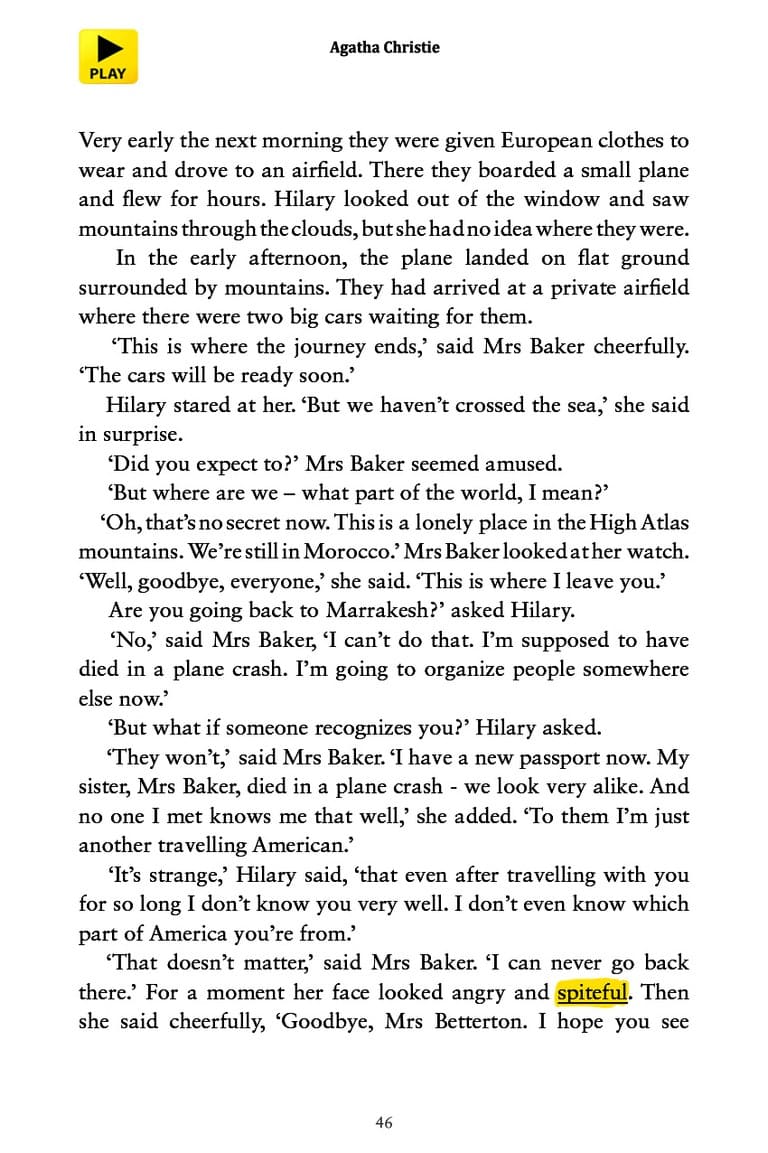 PLAY
Agatha Christie
Very early the next morning they were given European clothes to
wear and drove to an airfield. There they boarded a small plane
and flew for hours. Hilary looked out of the window and saw
mountains through the clouds, but she had no idea where they were.
In the early afternoon, the plane landed on flat ground
surrounded by mountains. They had arrived at a private airfield
where there were two big cars waiting for them.
‘This is where the journey ends,’ said Mrs Baker cheerfully.
‘The cars will be ready soon.’
Hilary stared at her. ‘But we haven’t crossed the sea,’ she said
in surprise.
‘Did you expect to?’ Mrs Baker seemed amused.
‘But where are we – what part of the world, I mean?’
‘Oh, that’s no secret now. This is a lonely place in the High Atlas
mountains. We’re still in Morocco.’ Mrs Baker looked at her watch.
‘Well, goodbye, everyone,’ she said. ‘This is where I leave you.’
Are you going back to Marrakesh?’ asked Hilary.
‘No,’ said Mrs Baker, ‘I can’t do that. I’m supposed to have
died in a plane crash. I’m going to organize people somewhere
else now.’
‘But what if someone recognizes you?’ Hilary asked.
‘They won’t,’ said Mrs Baker. ‘I have a new passport now. My
sister, Mrs Baker, died in a plane crash - we look very alike. And
no one I met knows me that well,’ she added. ‘To them I’m just
another travelling American.’
‘It’s strange,’ Hilary said, ‘that even after travelling with you
for so long I don’t know you very well. I don’t even know which
part of America you’re from.’
‘That doesn’t matter,’ said Mrs Baker. ‘I can never go back
there.’ For a moment her face looked angry and spiteful. Then
she said cheerfully, ‘Goodbye, Mrs Betterton. I hope you see
46